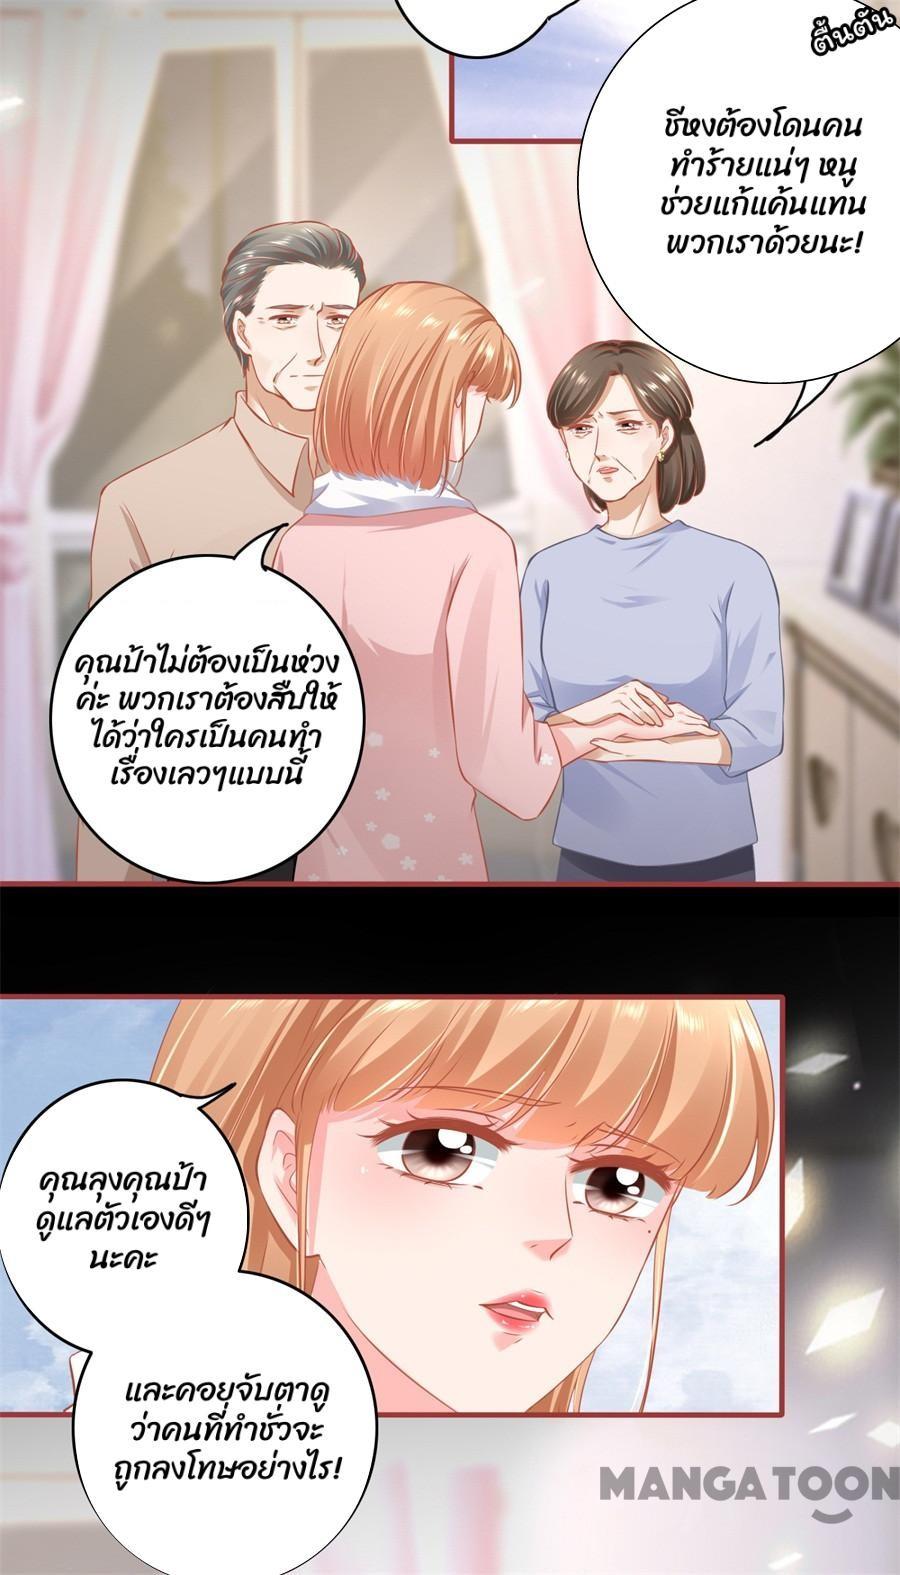 ตื้นตัน
ชีหงต้องโดนคน
ทำร้ายแน่ๆ หนู
ช่วยแก้แค้นแทน
พวกเราด้วยนะ!
คุณป้าไม่ต้องเป็นห่วง
ค่ะ พวกเราต้องสืบให้
ได้ว่าใครเป็นคนทำ
เรื่องเลวๆแบบนี้
คุณลุงคุณป้า
ดูแลตัวเองดีๆ
นะคะ
และคอยจับตาดู
ว่าคนที่ทำชั่วจะ
ถูกลงโทษอย่างไร!
MANGATOON